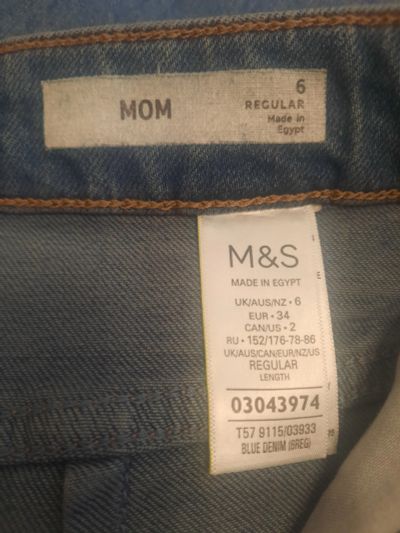 MOM
6
REGULAR
Made in
Egypt
M&S
MADE IN EGYPT
UK/AUS/NZ • 6
EUR • 34
CAN/US • 2
RU • 152/176-78-86
UK/AUS/CAN/EUR/NZ/US
REGULAR
LENGTH
03043974
T57 9115/03933
BLUE DENIM (BREG)